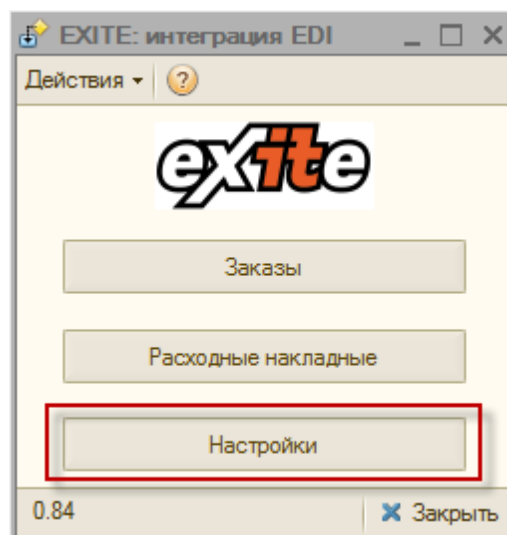 EXITE: интеграция EDI
Действия
?
exite
Заказы
Расходные накладные
Настройки
0.84 Закрыть